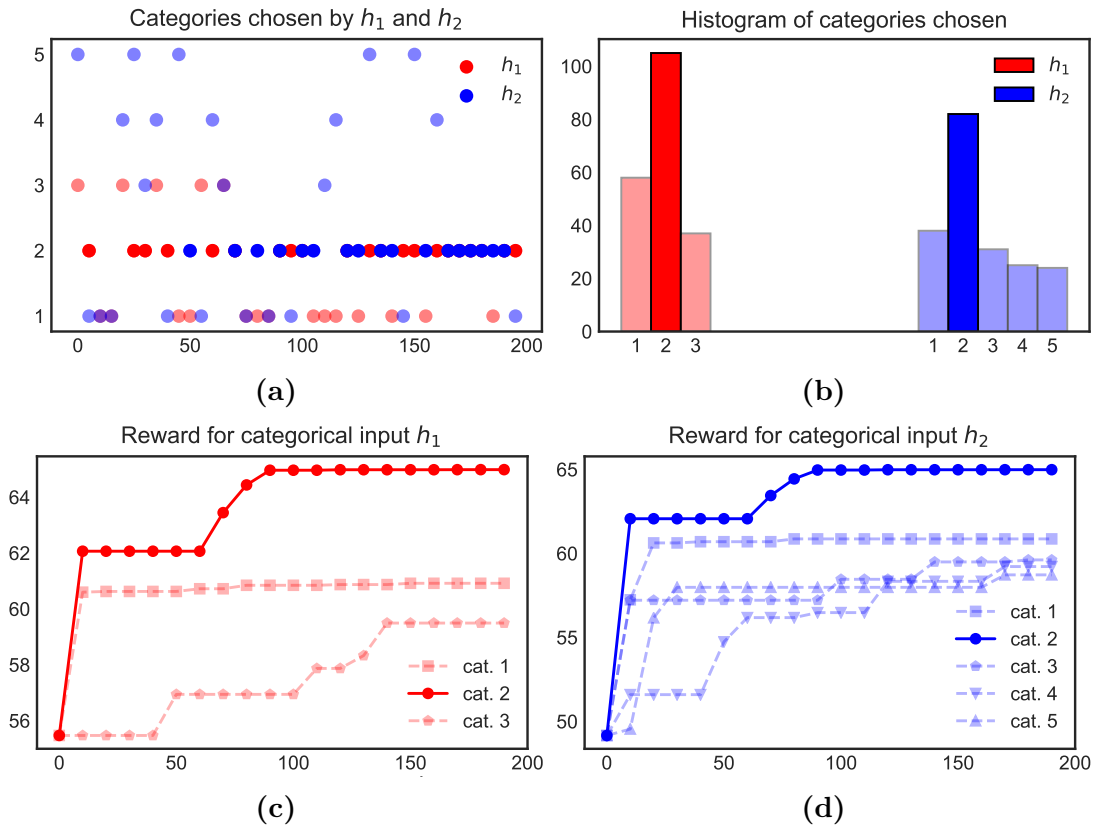 Categories chosen by h₁ and h₂
5
4
3
2
1
h₁
h₂
0 50 100 150 200
(a)
Histogram of categories chosen
100
80
60
40
20
0
h₁
h₂
1 2 3 1 2 3 4 5
(b)
Reward for categorical input h₁
64
62
60
58
56
cat. 1
cat. 2
cat. 3
0 50 100 150 200
(c)
Reward for categorical input h₂
65
60
55
50
cat. 1
cat. 2
cat. 3
cat. 4
cat. 5
0 50 100 150 200
(d)